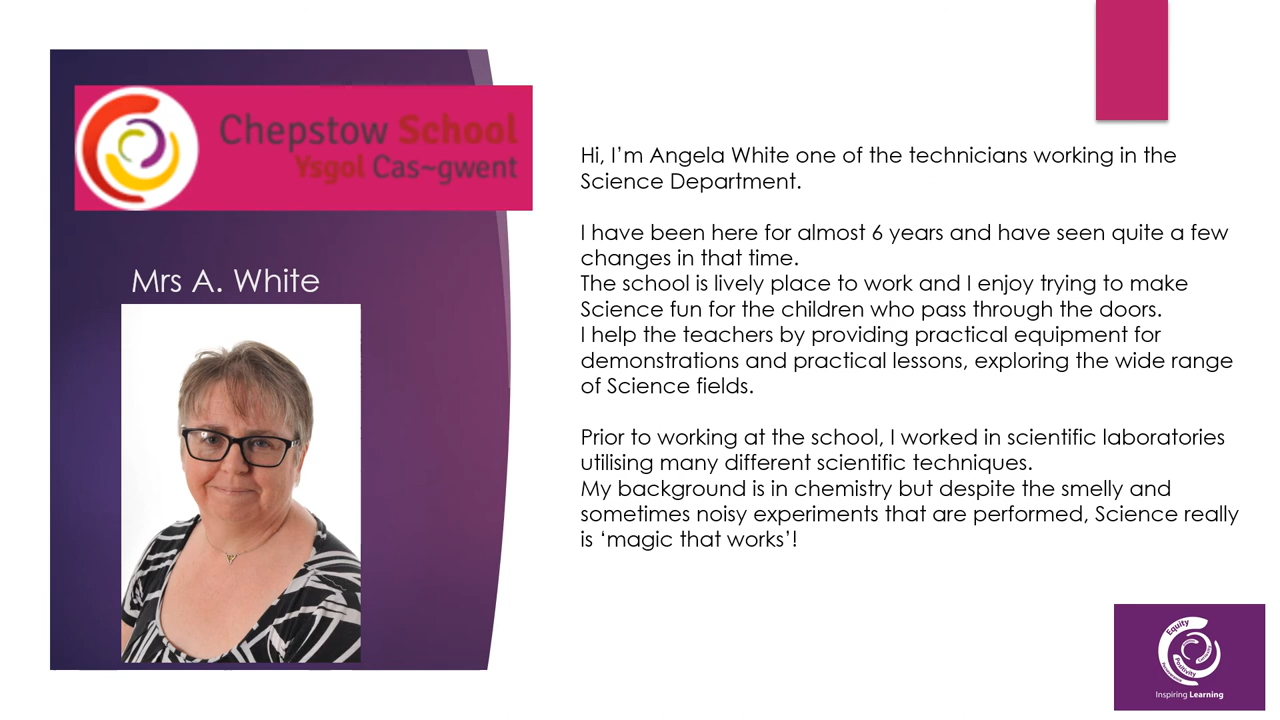 Chepstow School
Ysgol Cas~gwent
Mrs A. White
Hi, I’m Angela White one of the technicians working in the
Science Department.
I have been here for almost 6 years and have seen quite a few
changes in that time.
The school is lively place to work and I enjoy trying to make
Science fun for the children who pass through the doors.
I help the teachers by providing practical equipment for
demonstrations and practical lessons, exploring the wide range
of Science fields.
Prior to working at the school, I worked in scientific laboratories
utilising many different scientific techniques.
My background is in chemistry but despite the smelly and
sometimes noisy experiments that are performed, Science really
is ‘magic that works’!
Equity
Positivity
Inspiring Learning